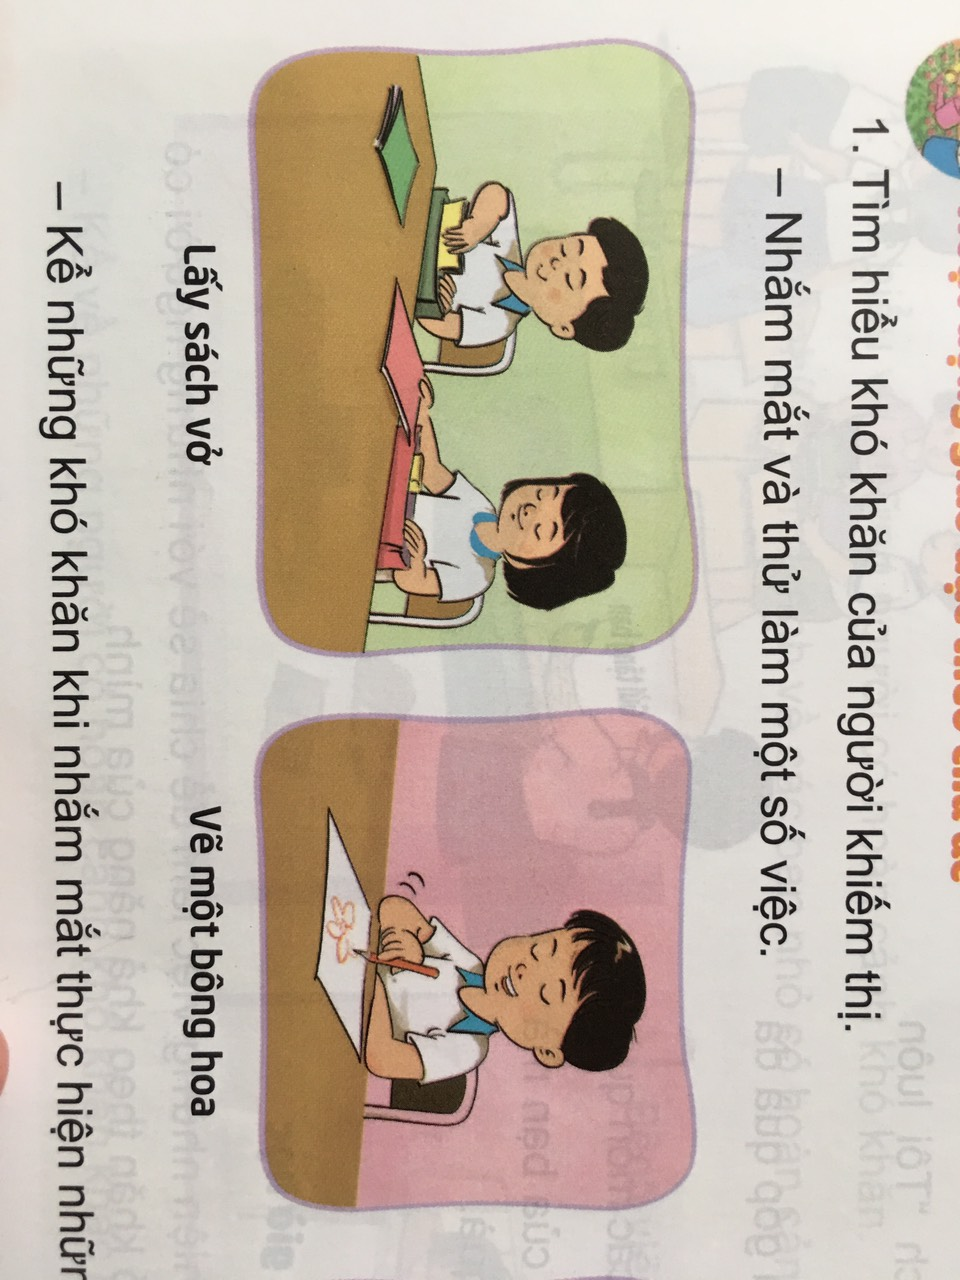 1. Tìm hiểu khó khăn của người khiếm thị.
– Nhắm mắt và thử làm một số việc.
Lấy sách vở
Vẽ một bông hoa
– Kể những khó khăn khi nhắm mắt thực hiện